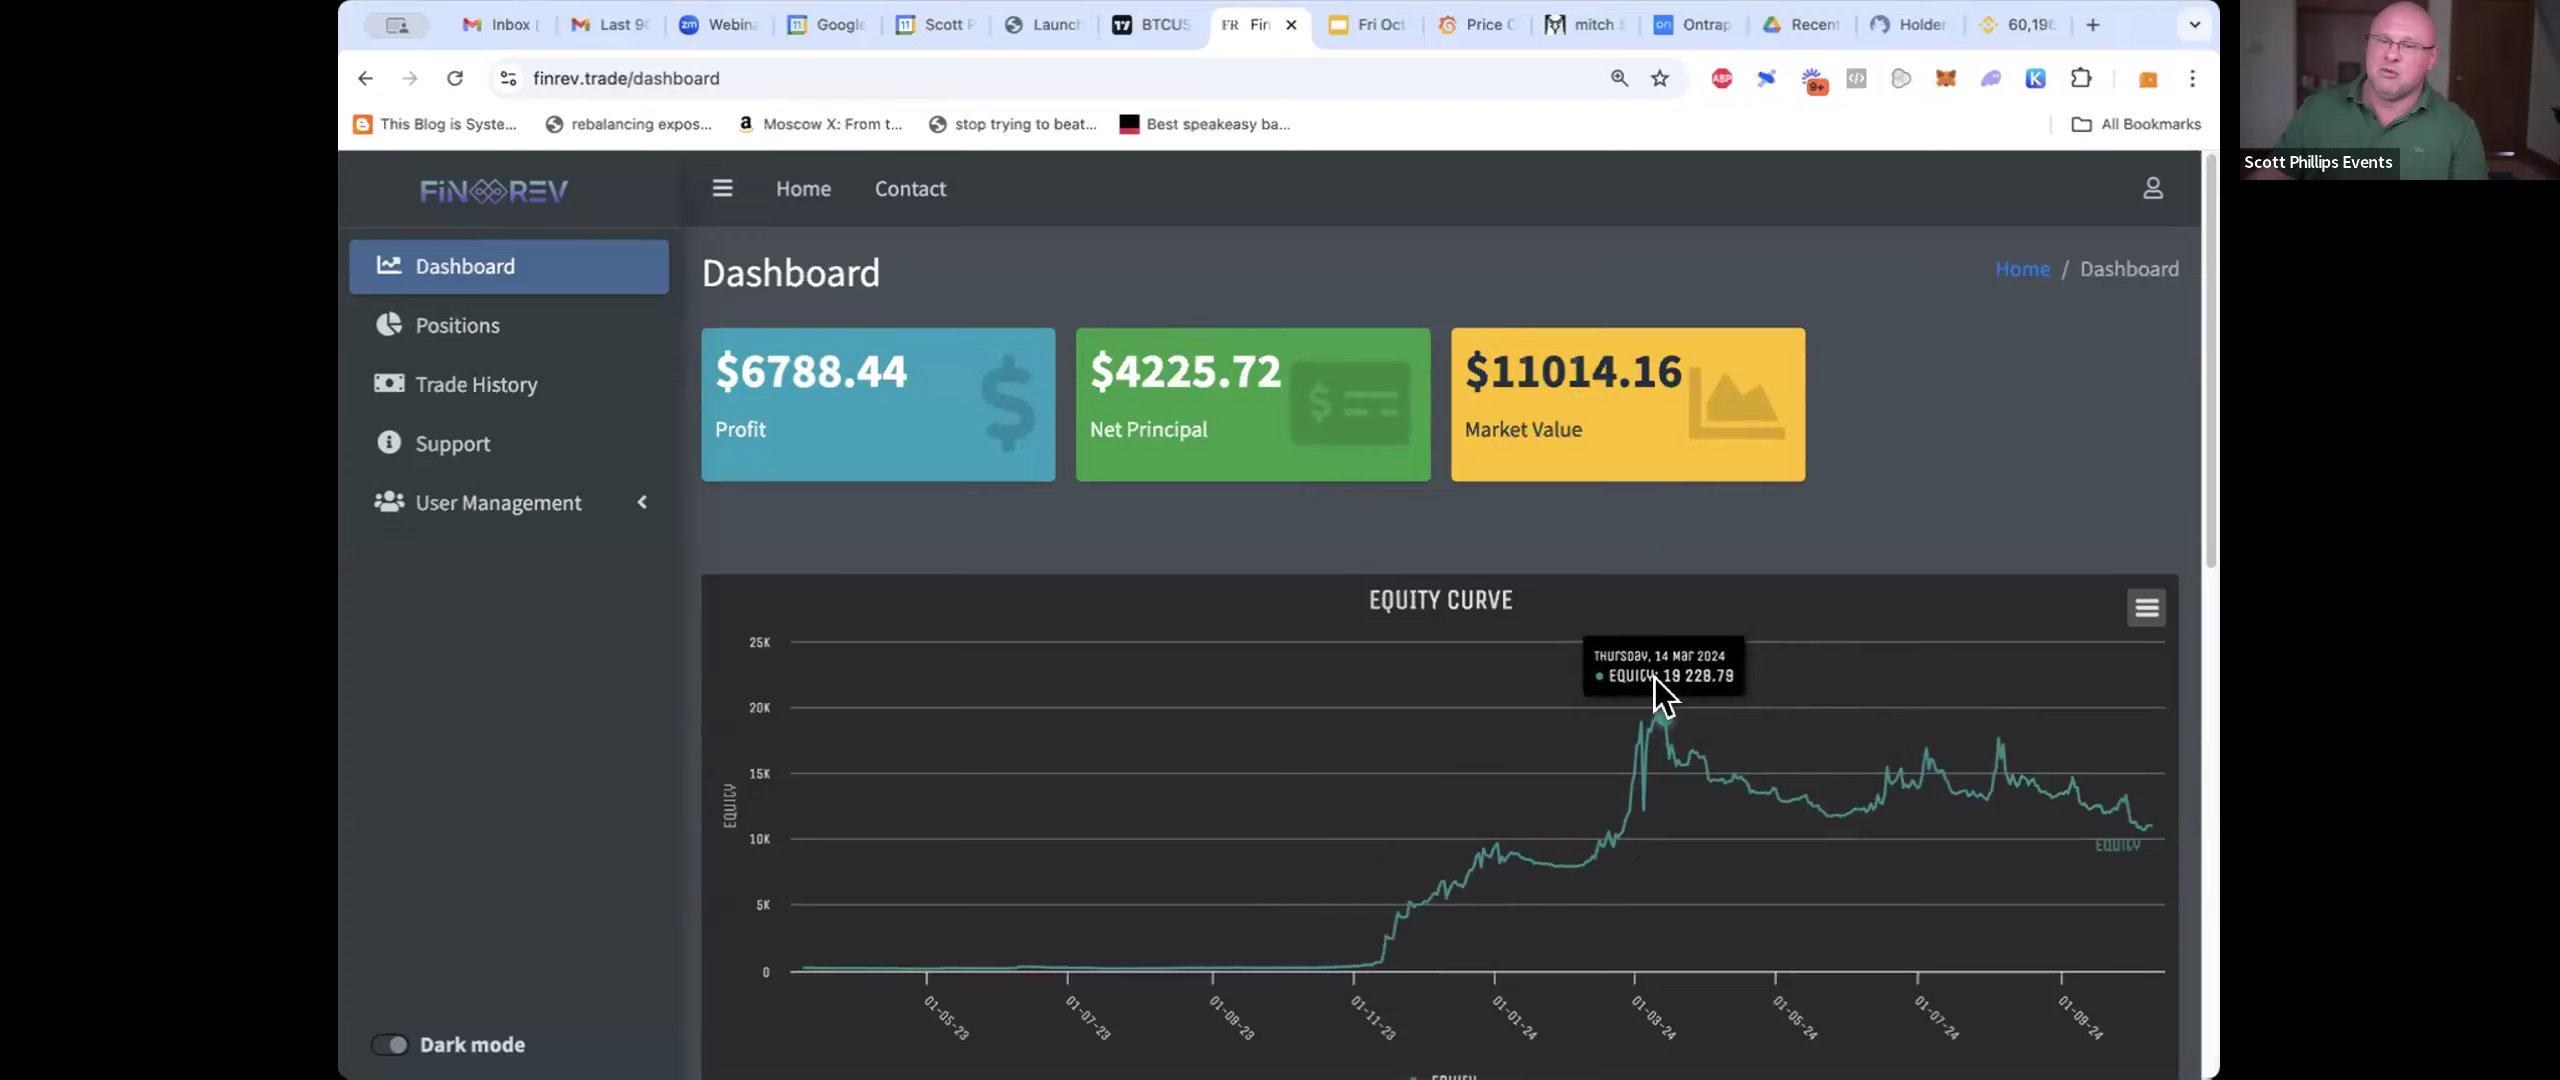 Inbox (
Last 9
Webina
Google
Scott P
Launch
BTCUS
Fin
Fri Oct
Price C
mitch
Ontrap
Recent
Holder
60,196
finrev.trade/dashboard
This Blog is Syste...
rebalancing expos...
Moscow X: From t...
stop trying to beat...
Best speakeasy ba...
All Bookmarks
Scott Phillips Events
FINREV
Home
Contact
Dashboard
Positions
Trade History
Support
User Management
Dark mode
Dashboard
Home / Dashboard
$6788.44
Profit
$4225.72
Net Principal
$11014.16
Market Value
EQUITY CURVE
Thursday, 14 Mar 2024
EQUITY: 19 228.79
25K
20K
15K
10K
5K
0
EQUITY
EQUITY
01-05-23
01-07-23
01-09-23
01-11-23
01-01-24
01-03-24
01-05-24
01-07-24
01-09-24
EQUITY